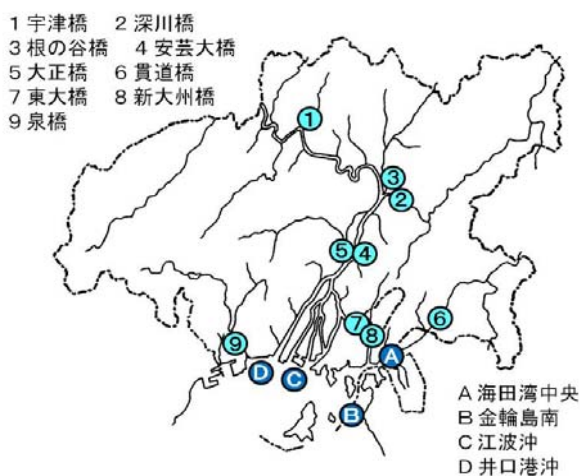 1 宇津橋 2 深川橋
3 根の谷橋 4 安芸大橋
5 大正橋 6 貫道橋
7 東大橋 8 新大州橋
9 泉橋
1
3
2
5 4
6
7
8
9
A
D C
B
A 海田湾中央
B 金輪島南
C 江波沖
D 井口港沖